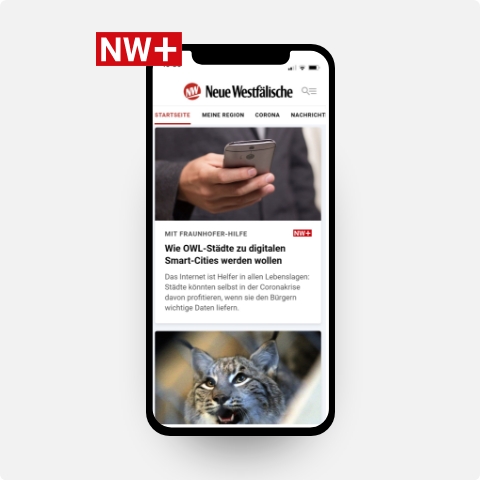 NW+
NW Neue Westfälische
STARTSEITE MEINE REGION CORONA NACHRICHT
MIT FRAUNHOFER-HILFE NW+
Wie OWL-Städte zu digitalen
Smart-Cities werden wollen
Das Internet ist Helfer in allen Lebenslagen:
Städte könnten selbst in der Coronakrise
davon profitieren, wenn sie den Bürgern
wichtige Daten liefern.